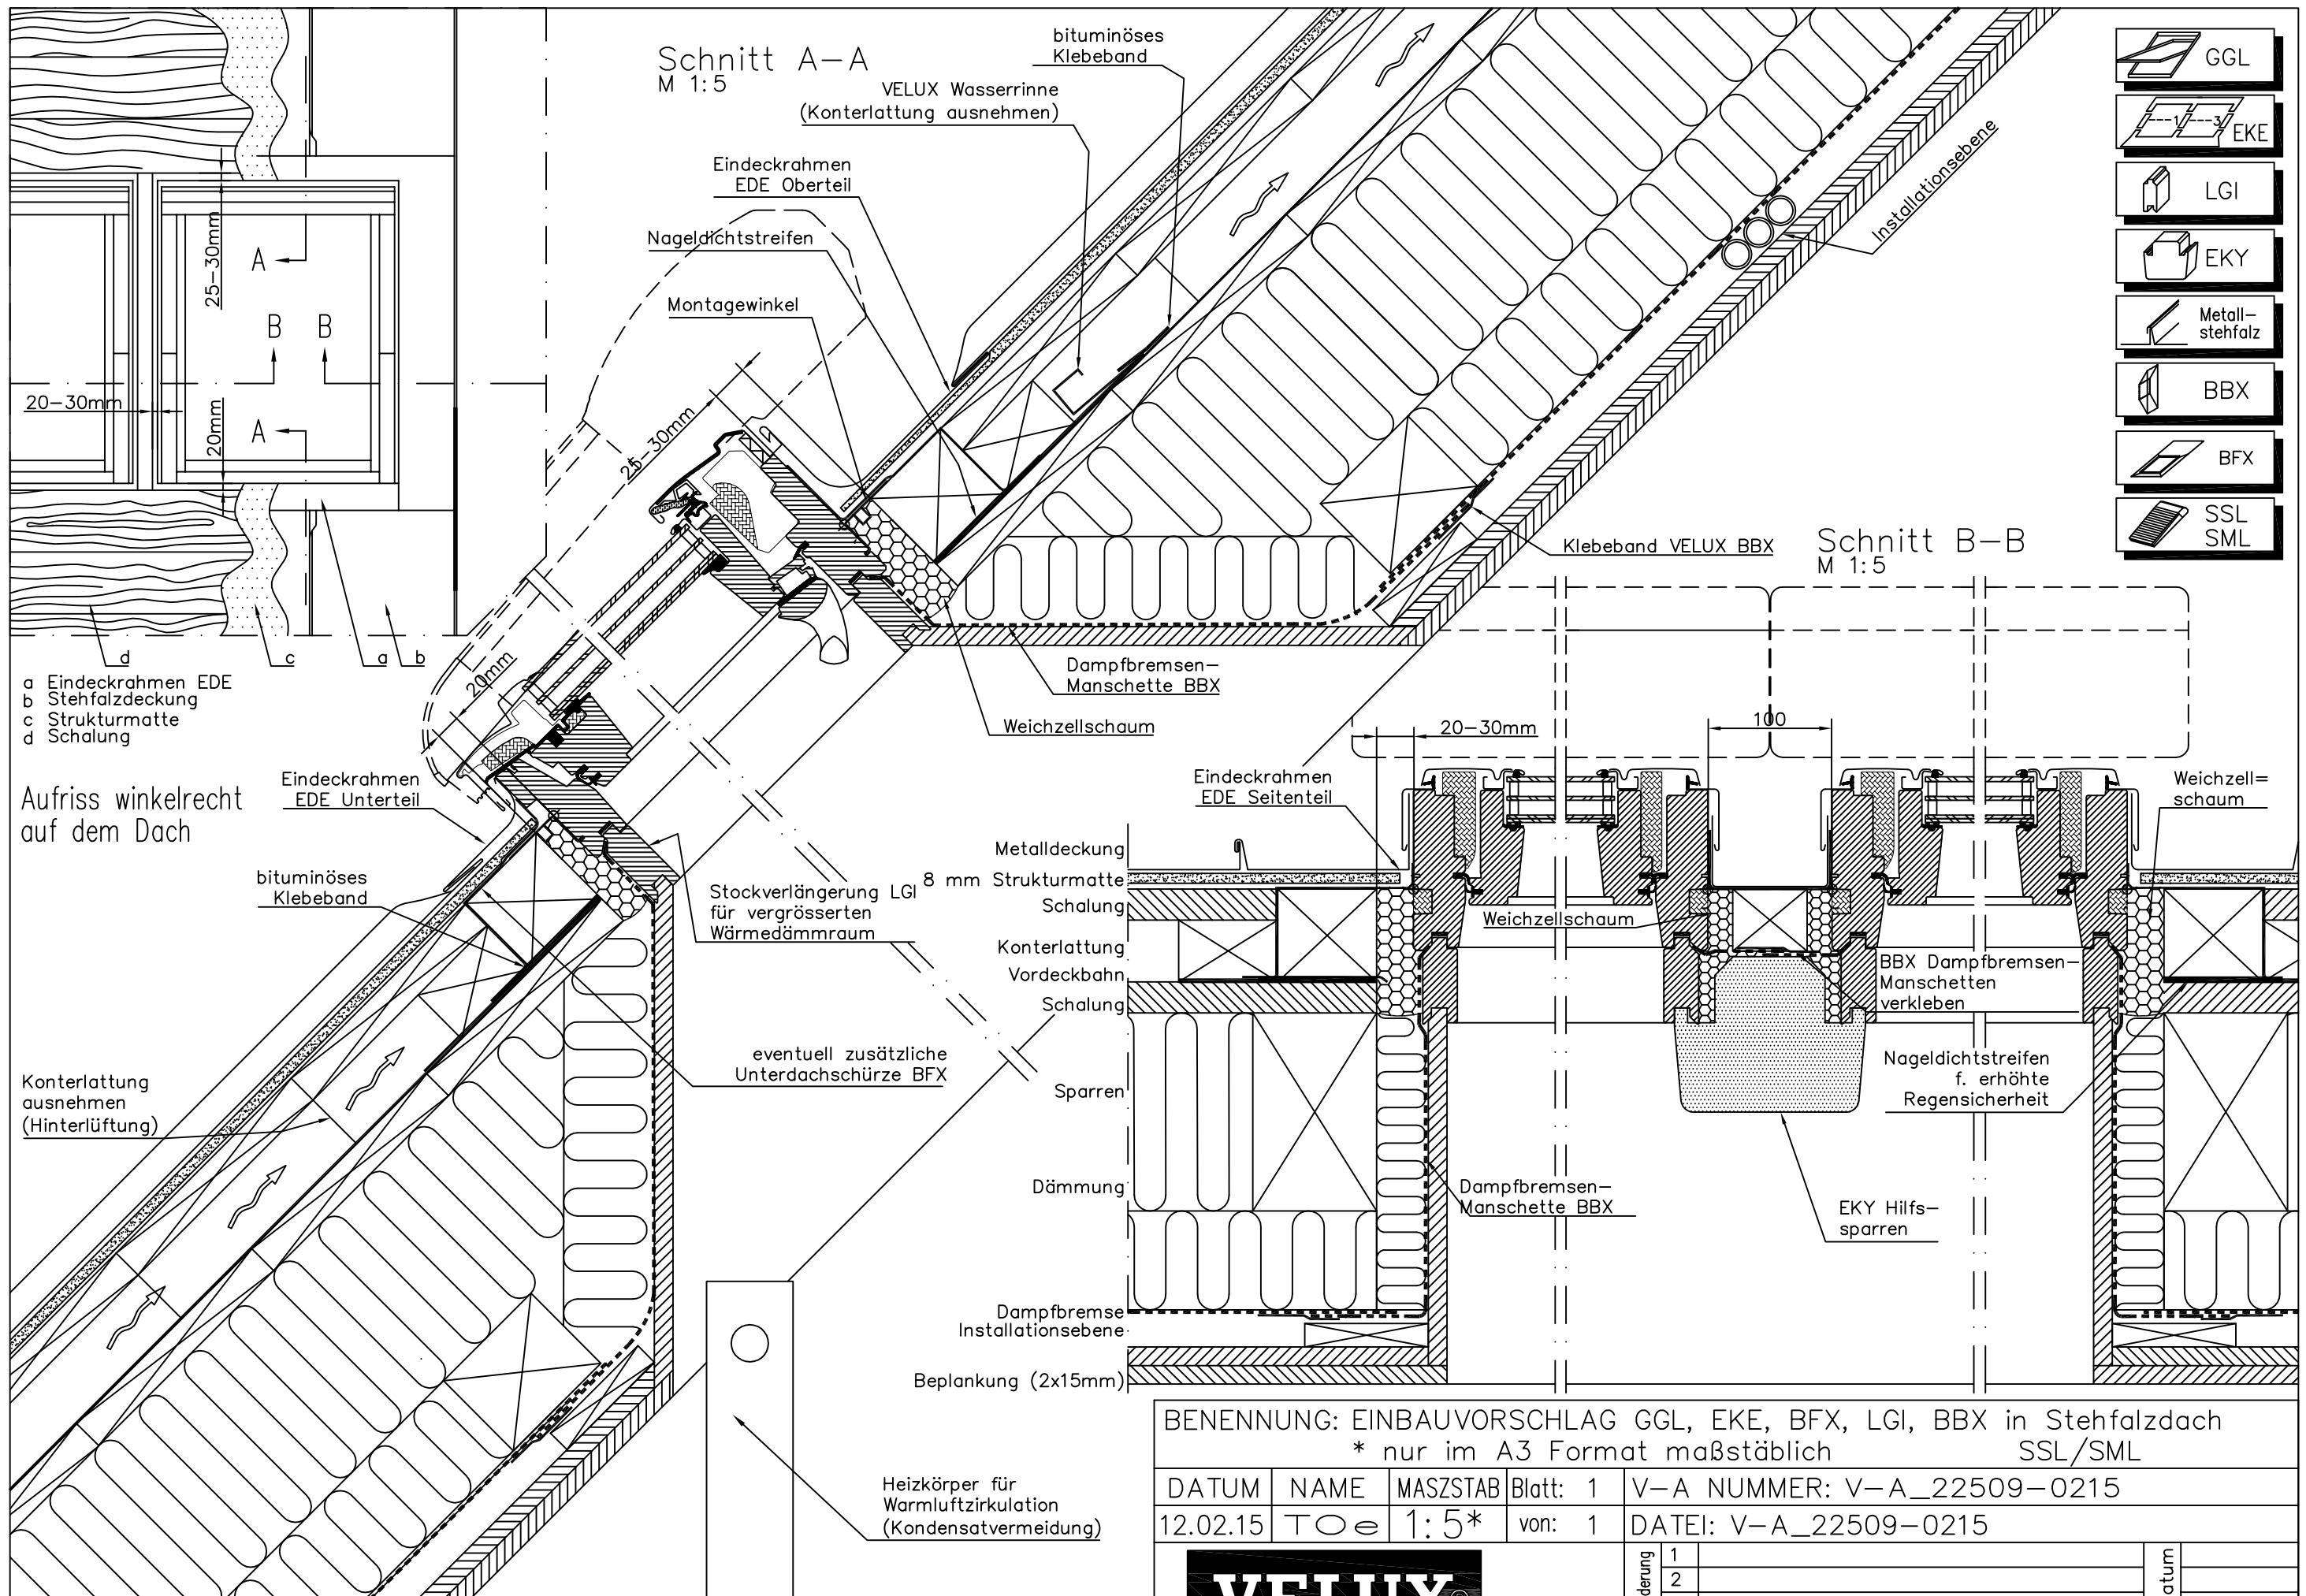 Schnitt A-A
M 1:5
bituminöses
Klebeband
VELUX Wasserrinne
(Konterlattung ausnehmen)
Eindeckrahmen
EDE Oberteil
Nageldichtstreifen
Montagewinkel
25-30mm
A
B B
20-30mm
20mm
A
25-30mm
Installationsebene
GGL
1 3
EKE
LGI
EKY
Metall-
stehfalz
BBX
BFX
SSL
SML
Klebeband VELUX BBX
Schnitt B-B
M 1:5
d c a b
a Eindeckrahmen EDE
b Stehfalzdeckung
c Strukturmatte
d Schalung
Aufriss winkelrecht
auf dem Dach
20mm
Dampfbremsen-
Manschette BBX
Weichzellschaum
Eindeckrahmen
EDE Unterteil
bituminöses
Klebeband
Stockverlängerung LGI
für vergrösserten
Wärmedämmraum
eventuell zusätzliche
Unterdachschürze BFX
Konterlattung
ausnehmen
(Hinterlüftung)
20-30mm
100
Eindeckrahmen
EDE Seitenteil
Weichzell=
schaum
Metalldeckung
8 mm Strukturmatte
Schalung
Konterlattung
Vordeckbahn
Schalung
Sparren
Dämmung
Dampfbremse
Installationsebene
Beplankung (2x15mm)
Weichzellschaum
BBX Dampfbremsen-
Manschetten
verkleben
Nageldichtstreifen
f. erhöhte
Regensicherheit
Dampfbremsen-
Manschette BBX
EKY Hilfs-
sparren
Heizkörper für
Warmluftzirkulation
(Kondensatvermeidung)
BENENNUNG: EINBAUVORSCHLAG GGL, EKE, BFX, LGI, BBX in Stehfalzdach
* nur im A3 Format maßstäblich SSL/SML
DATUM NAME MASZSTAB Blatt: 1 V-A NUMMER: V-A_22509-0215
12.02.15 TOe 1:5* von: 1 DATEI: V-A_22509-0215
VELUX
1
2